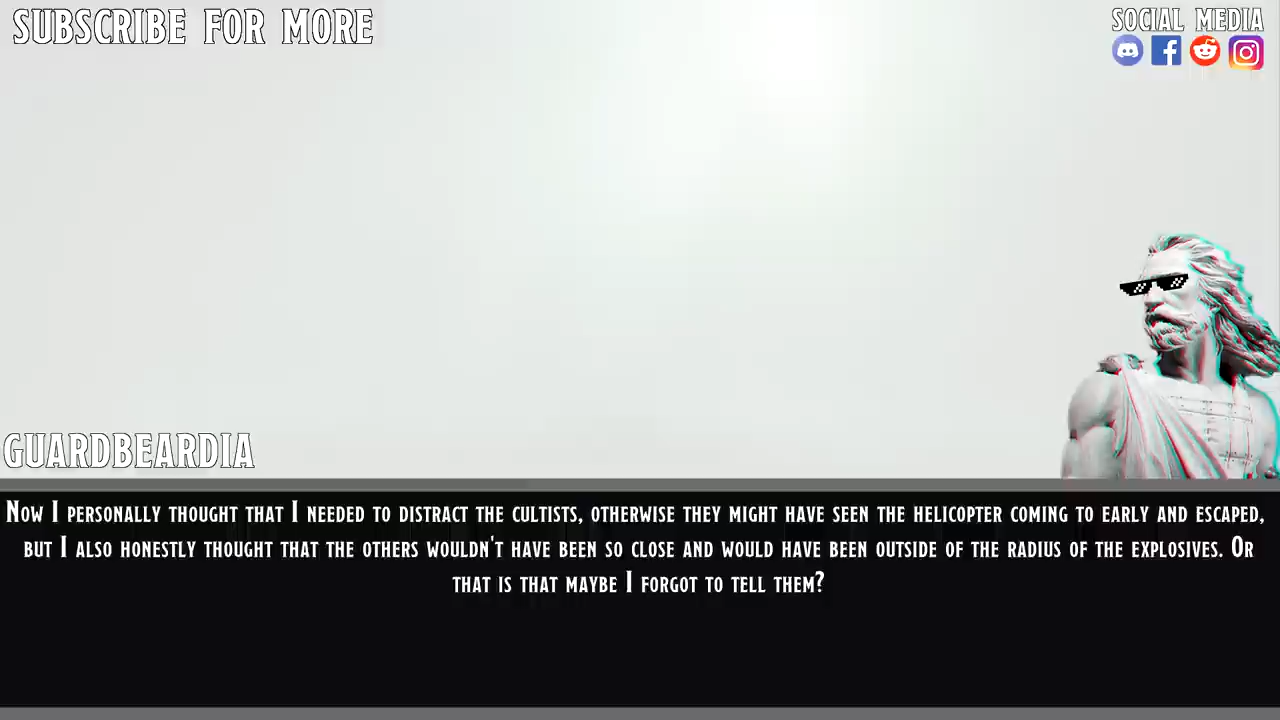 SUBSCRIBE FOR MORE
SOCIAL MEDIA
GUARDBEARDIA
Now I personally thought that I needed to distract the cultists, otherwise they might have seen the helicopter coming to early and escaped,
but I also honestly thought that the others wouldn't have been so close and would have been outside of the radius of the explosives. Or
that is that maybe I forgot to tell them?